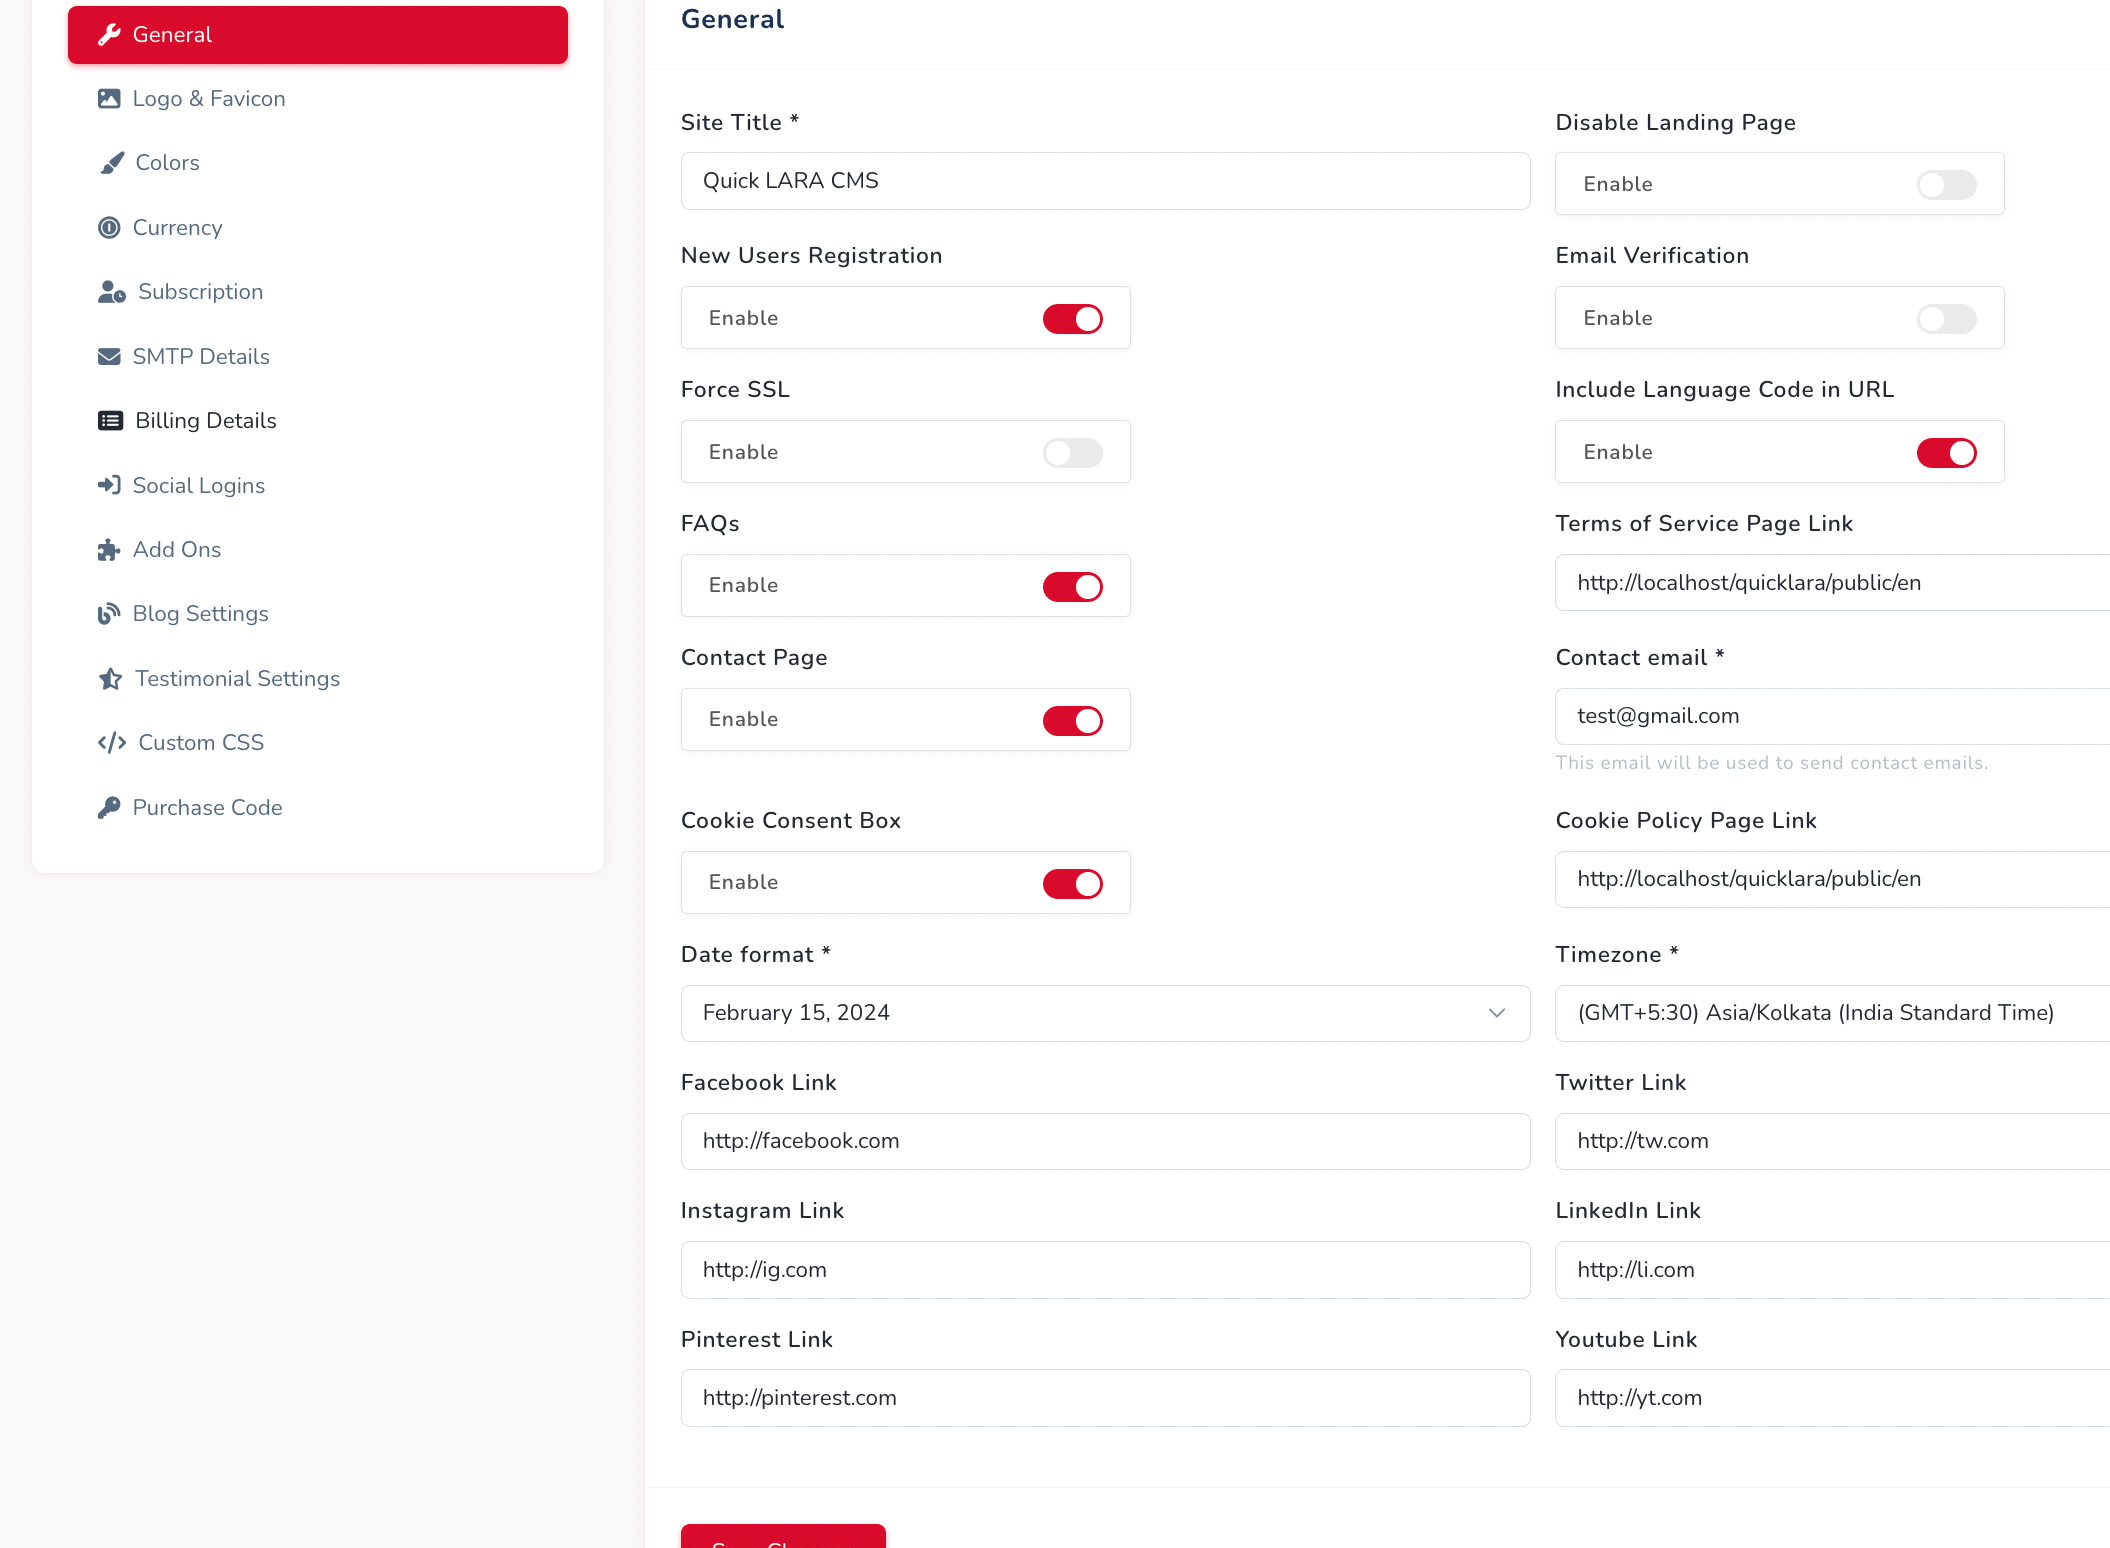 General
Logo & Favicon
Colors
Currency
Subscription
SMTP Details
Billing Details
Social Logins
Add Ons
Blog Settings
Testimonial Settings
Custom CSS
Purchase Code
General
Site Title *
Quick LARA CMS
Disable Landing Page
Enable
New Users Registration
Enable
Email Verification
Enable
Force SSL
Enable
Include Language Code in URL
Enable
FAQs
Enable
Terms of Service Page Link
http://localhost/quicklara/public/en
Contact Page
Enable
Contact email *
test@gmail.com
This email will be used to send contact emails.
Cookie Consent Box
Enable
Cookie Policy Page Link
http://localhost/quicklara/public/en
Date format *
February 15, 2024
Timezone *
(GMT+5:30) Asia/Kolkata (India Standard Time)
Facebook Link
http://facebook.com
Twitter Link
http://tw.com
Instagram Link
http://ig.com
LinkedIn Link
http://li.com
Pinterest Link
http://pinterest.com
Youtube Link
http://yt.com